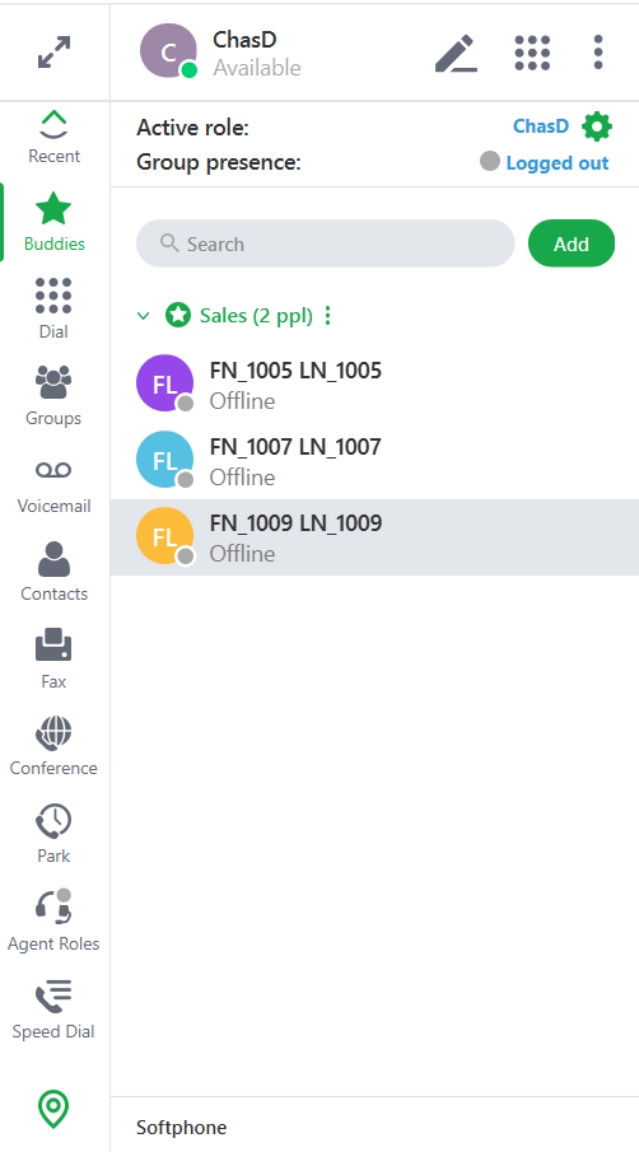 C
ChasD
Available
Active role:
ChasD
Group presence:
Logged out
Recent
Buddies
Dial
Groups
Voicemail
Contacts
Fax
Conference
Park
Agent Roles
Speed Dial
Search
Add
Sales (2 ppl)
FL
FN_1005 LN_1005
Offline
FL
FN_1007 LN_1007
Offline
FL
FN_1009 LN_1009
Offline
Softphone